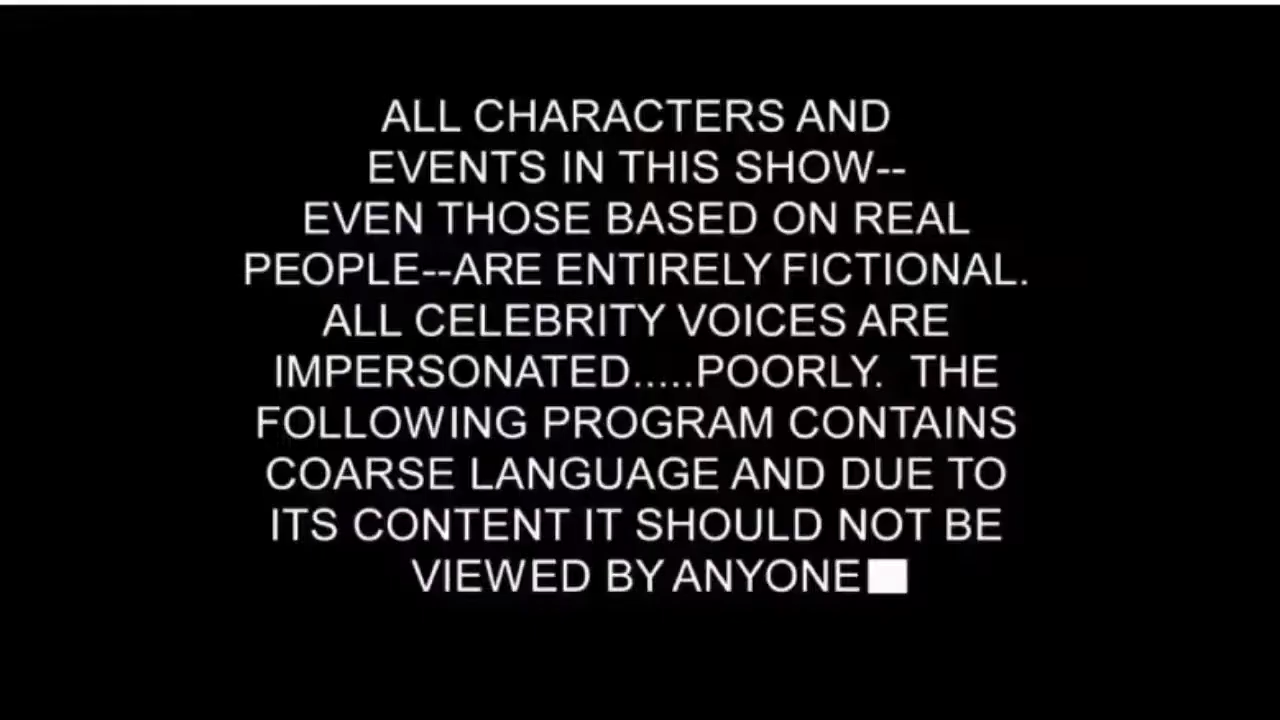 ALL CHARACTERS AND
EVENTS IN THIS SHOW--
EVEN THOSE BASED ON REAL
PEOPLE--ARE ENTIRELY FICTIONAL.
ALL CELEBRITY VOICES ARE
IMPERSONATED.....POORLY.  THE
FOLLOWING PROGRAM CONTAINS
COARSE LANGUAGE AND DUE TO
ITS CONTENT IT SHOULD NOT BE
VIEWED BY ANYONE■